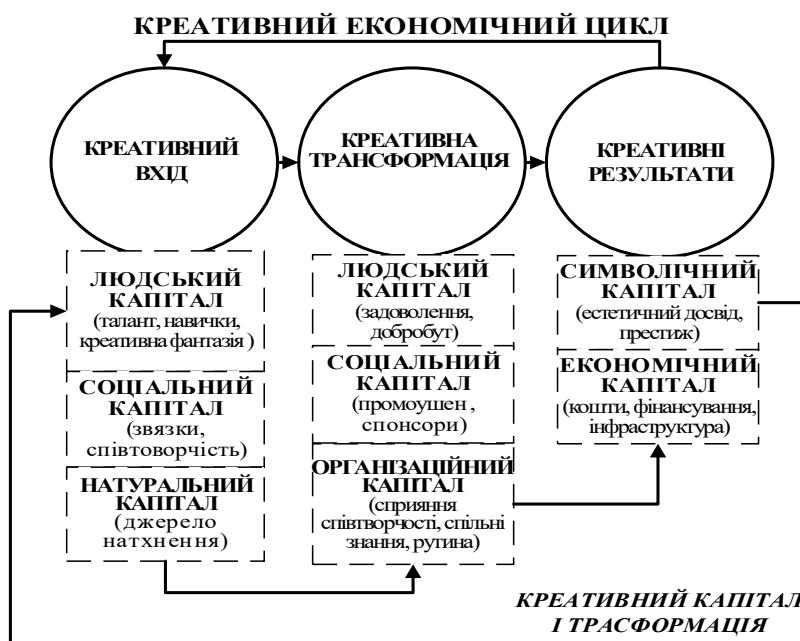 КРЕАТИВНИЙ ЕКОНОМІЧНИЙ ЦИКЛ
КРЕАТИВНИЙ
ВХІД
КРЕАТИВНА
ТРАНСФОРМАЦІЯ
КРЕАТИВНІ
РЕЗУЛЬТАТИ
ЛЮДСЬКИЙ
КАПІТАЛ
(талант, навички,
креативна фантазія )
СОЦІАЛЬНИЙ
КАПІТАЛ
(звязки,
співтоворчість)
НАТУРАЛЬНИЙ
КАПІТАЛ
(джерело
натхнення)
ЛЮДСЬКИЙ
КАПІТАЛ
(задоволення,
добробут)
СОЦІАЛЬНИЙ
КАПІТАЛ
(промоушен ,
спонсори)
ОРГАНІЗАЦІЙНИЙ
КАПІТАЛ
(сприяння
співтворчості, спільні
знання, рутина)
СИМВОЛІЧНИЙ
КАПІТАЛ
(естетичний досвід,
престиж)
ЕКОНОМІЧНИЙ
КАПІТАЛ
(кошти, фінансування,
інфраструктура)
КРЕАТИВНИЙ КАПІТАЛ
І ТРАСФОРМАЦІЯ